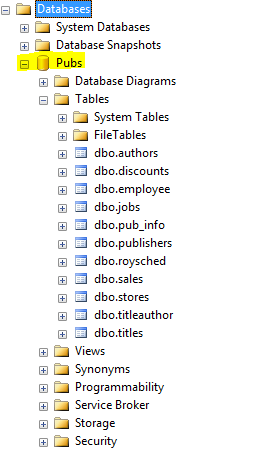 Databases
System Databases
Database Snapshots
Pubs
Database Diagrams
Tables
System Tables
FileTables
dbo.authors
dbo.discounts
dbo.employee
dbo.jobs
dbo.pub_info
dbo.publishers
dbo.roysched
dbo.sales
dbo.stores
dbo.titleauthor
dbo.titles
Views
Synonyms
Programmability
Service Broker
Storage
Security